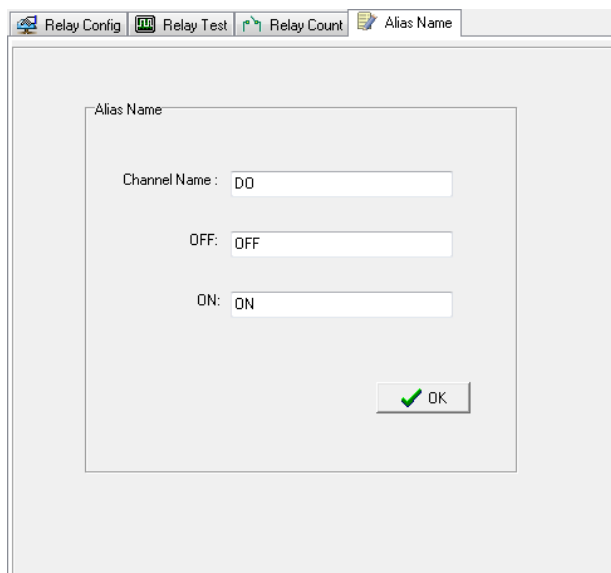 Relay Config Relay Test Relay Count Alias Name
Alias Name
Channel Name : DO
OFF: OFF
ON: ON
OK